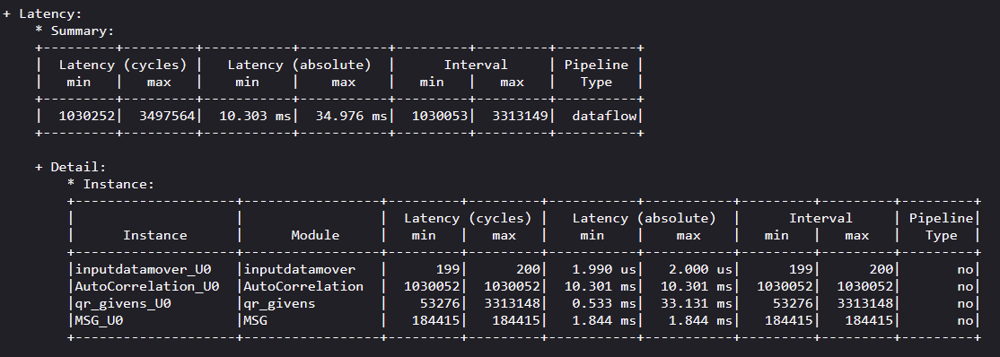 + Latency:
    * Summary:
    +---------+---------+-----------+-----------+---------+---------+----------+
    |  Latency (cycles) |   Latency (absolute)  |      Interval     | Pipeline |
    |   min   |   max   |    min    |    max    |   min   |   max   |   Type   |
    +---------+---------+-----------+-----------+---------+---------+----------+
    |  1030252|  3497564|  10.303 ms|  34.976 ms|  1030053|  3313149|  dataflow|
    +---------+---------+-----------+-----------+---------+---------+----------+
    + Detail:
        * Instance:
        +--------------------+-----------------+---------+---------+-----------+-----------+---------+---------+---------+
        |                    |                 |  Latency (cycles) |   Latency (absolute)  |      Interval     | Pipeline|
        |      Instance      |      Module     |   min   |   max   |    min    |    max    |   min   |   max   |   Type  |
        +--------------------+-----------------+---------+---------+-----------+-----------+---------+---------+---------+
        |inputdatamover_U0   |inputdatamover   |      199|      200|   1.990 us|   2.000 us|      199|      200|       no|
        |AutoCorrelation_U0  |AutoCorrelation  |  1030052|  1030052|  10.301 ms|  10.301 ms|  1030052|  1030052|       no|
        |qr_givens_U0        |qr_givens        |    53276|  3313148|   0.533 ms|  33.131 ms|    53276|  3313148|       no|
        |MSG_U0              |MSG              |   184415|   184415|   1.844 ms|   1.844 ms|   184415|   184415|       no|
        +--------------------+-----------------+---------+---------+-----------+-----------+---------+---------+---------+